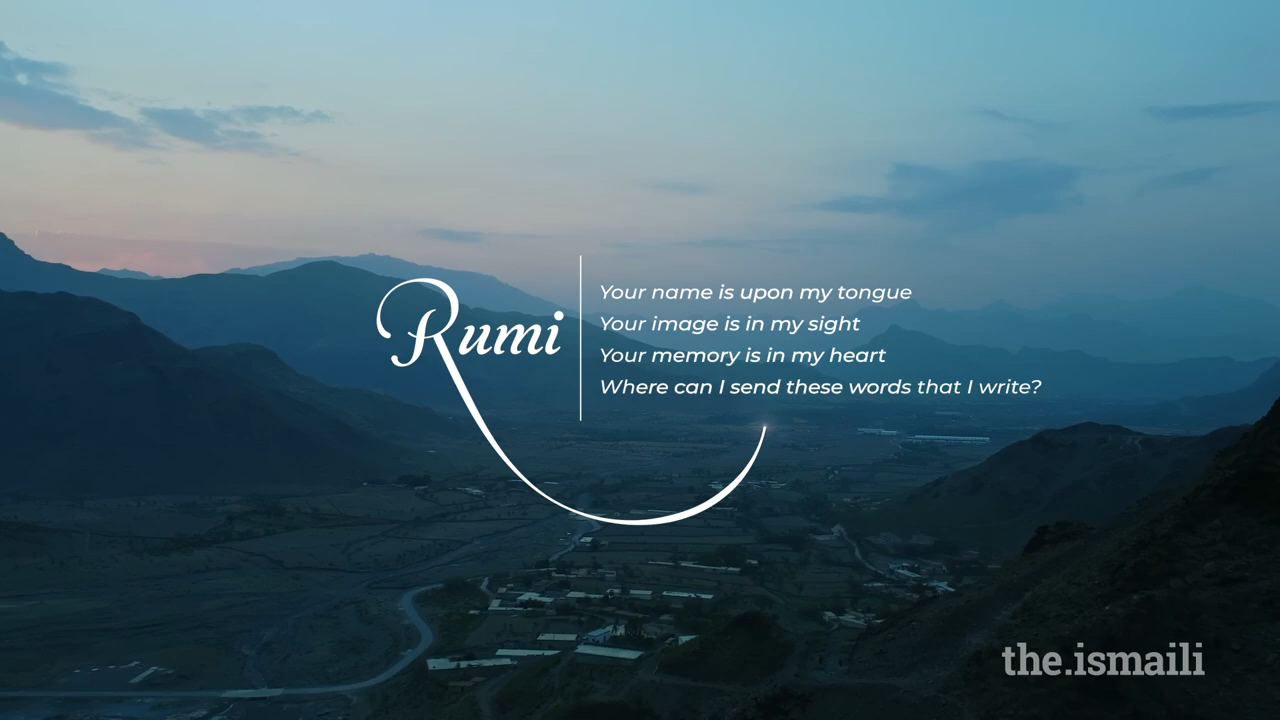 Rumi
Your name is upon my tongue
Your image is in my sight
Your memory is in my heart
Where can I send these words that I write?
the.ismaili